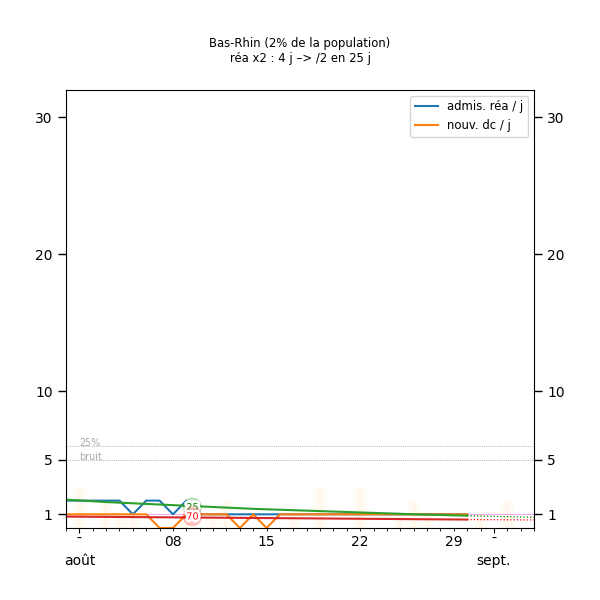 Bas-Rhin (2% de la population)
réa x2 : 4 j –> /2 en 25 j
admis. réa / j
nouv. dc / j
30
30
20
20
10
10
25%
bruit
5
5
25
70
1
1
- 08 15 22 29 -
août sept.